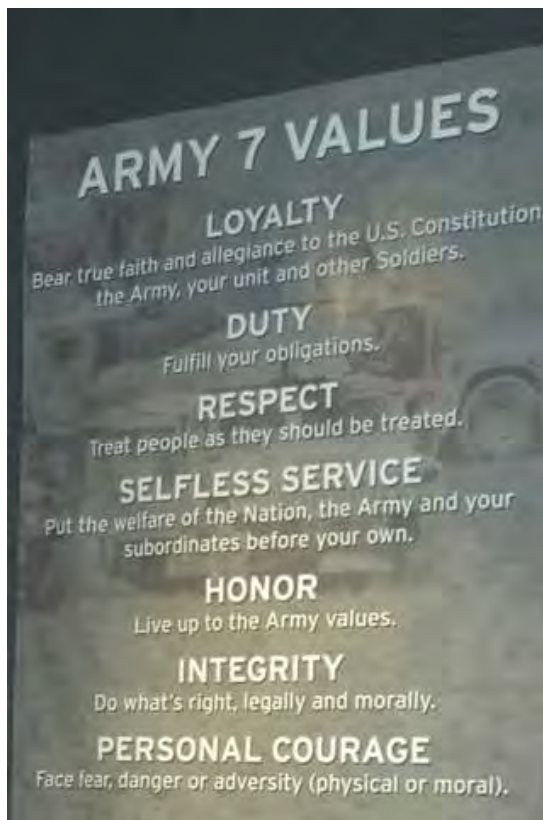 ARMY 7 VALUES
LOYALTY
Bear true faith and allegiance to the U.S. Constitution
the Army, your unit and other Soldiers.
DUTY
Fulfill your obligations.
RESPECT
Treat people as they should be treated.
SELFLESS SERVICE
Put the welfare of the Nation, the Army and your
subordinates before your own.
HONOR
Live up to the Army values.
INTEGRITY
Do what's right, legally and morally.
PERSONAL COURAGE
Face fear, danger or adversity (physical or moral).